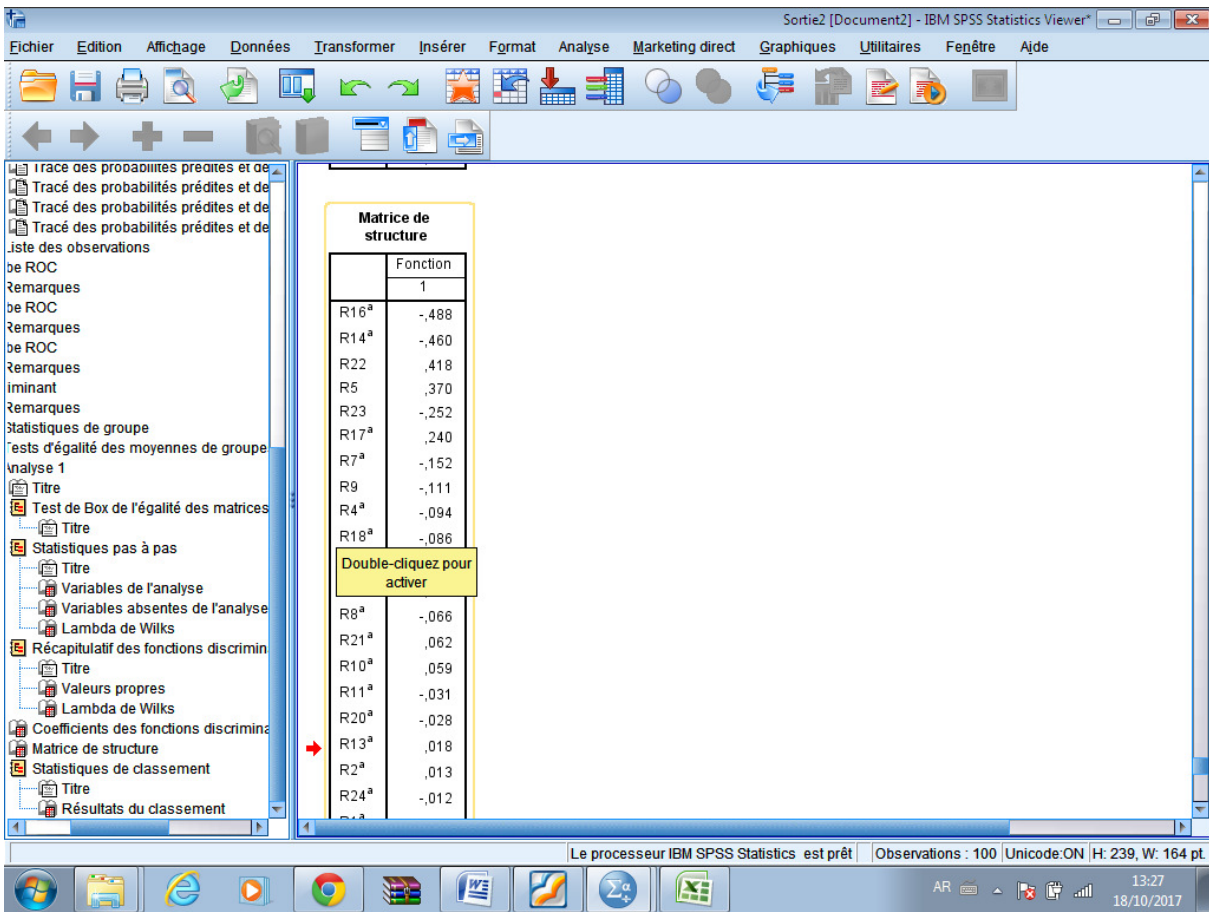 Sortie2 [Document2] - IBM SPSS Statistics Viewer*
Fichier Edition Affichage Données Transformer Insérer Format Analyse Marketing direct Graphiques Utilitaires Fenêtre Aide
Tracé des probabilités prédites et de
Tracé des probabilités prédites et de
Tracé des probabilités prédites et de
Tracé des probabilités prédites et de
Liste des observations
be ROC
Remarques
be ROC
Remarques
be ROC
Remarques
iminant
Remarques
Statistiques de groupe
Tests d'égalité des moyennes de groupe
Analyse 1
Titre
Test de Box de l'égalité des matrices
Titre
Statistiques pas à pas
Titre
Variables de l'analyse
Variables absentes de l'analyse
Lambda de Wilks
Récapitulatif des fonctions discrimin
Titre
Valeurs propres
Lambda de Wilks
Coefficients des fonctions discrimina
Matrice de structure
Statistiques de classement
Titre
Résultats du classement
Matrice de
structure
Fonction
1
R16ª -,488
R14ª -,460
R22 ,418
R5 ,370
R23 -,252
R17ª ,240
R7ª -,152
R9 -,111
R4ª -,094
R18ª -,086
Double-cliquez pour
activer
R8ª -,066
R21ª ,062
R10ª ,059
R11ª -,031
R20ª -,028
R13ª ,018
R2ª ,013
R24ª -,012
Le processeur IBM SPSS Statistics est prêt Observations : 100 Unicode:ON H: 239, W: 164 pt.
AR 13:27
18/10/2017